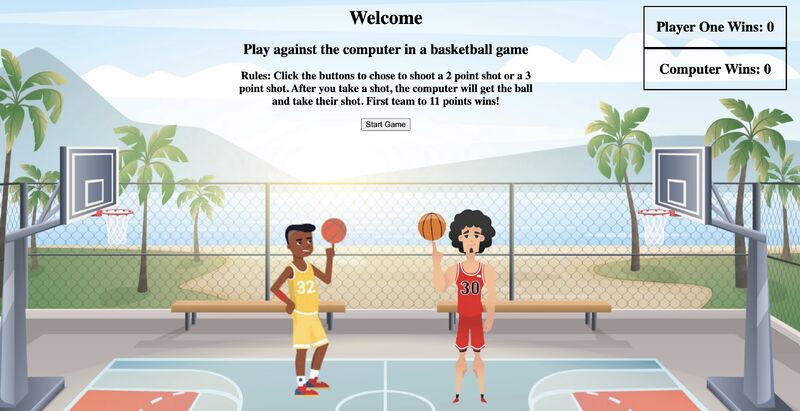 Welcome
Play against the computer in a basketball game
Rules: Click the buttons to chose to shoot a 2 point shot or a 3
point shot. After you take a shot, the computer will get the ball
and take their shot. First team to 11 points wins!
Start Game
Player One Wins: 0
Computer Wins: 0
32
30